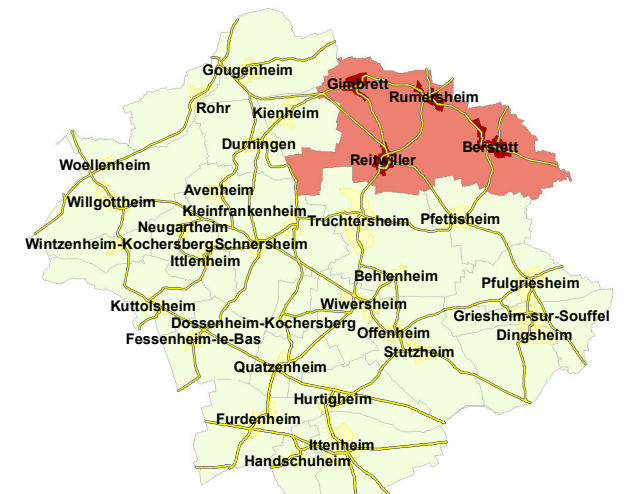 Gougenheim
Gimbrett
Rumersheim
Rohr
Kienheim
Durningen
Berstett
Reitwiller
Woellenheim
Avenheim
Willgottheim
Kleinfrankenheim
Truchtersheim
Pfettisheim
Neugartheim
Wintzenheim-Kochersberg
Schnersheim
Ittlenheim
Behlenheim
Pfulgriesheim
Kuttolsheim
Wiwersheim
Griesheim-sur-Souffel
Dossenheim-Kochersberg
Offenheim
Dingsheim
Fessenheim-le-Bas
Stutzheim
Quatzenheim
Hurtigheim
Furdenheim
Ittenheim
Handschuheim